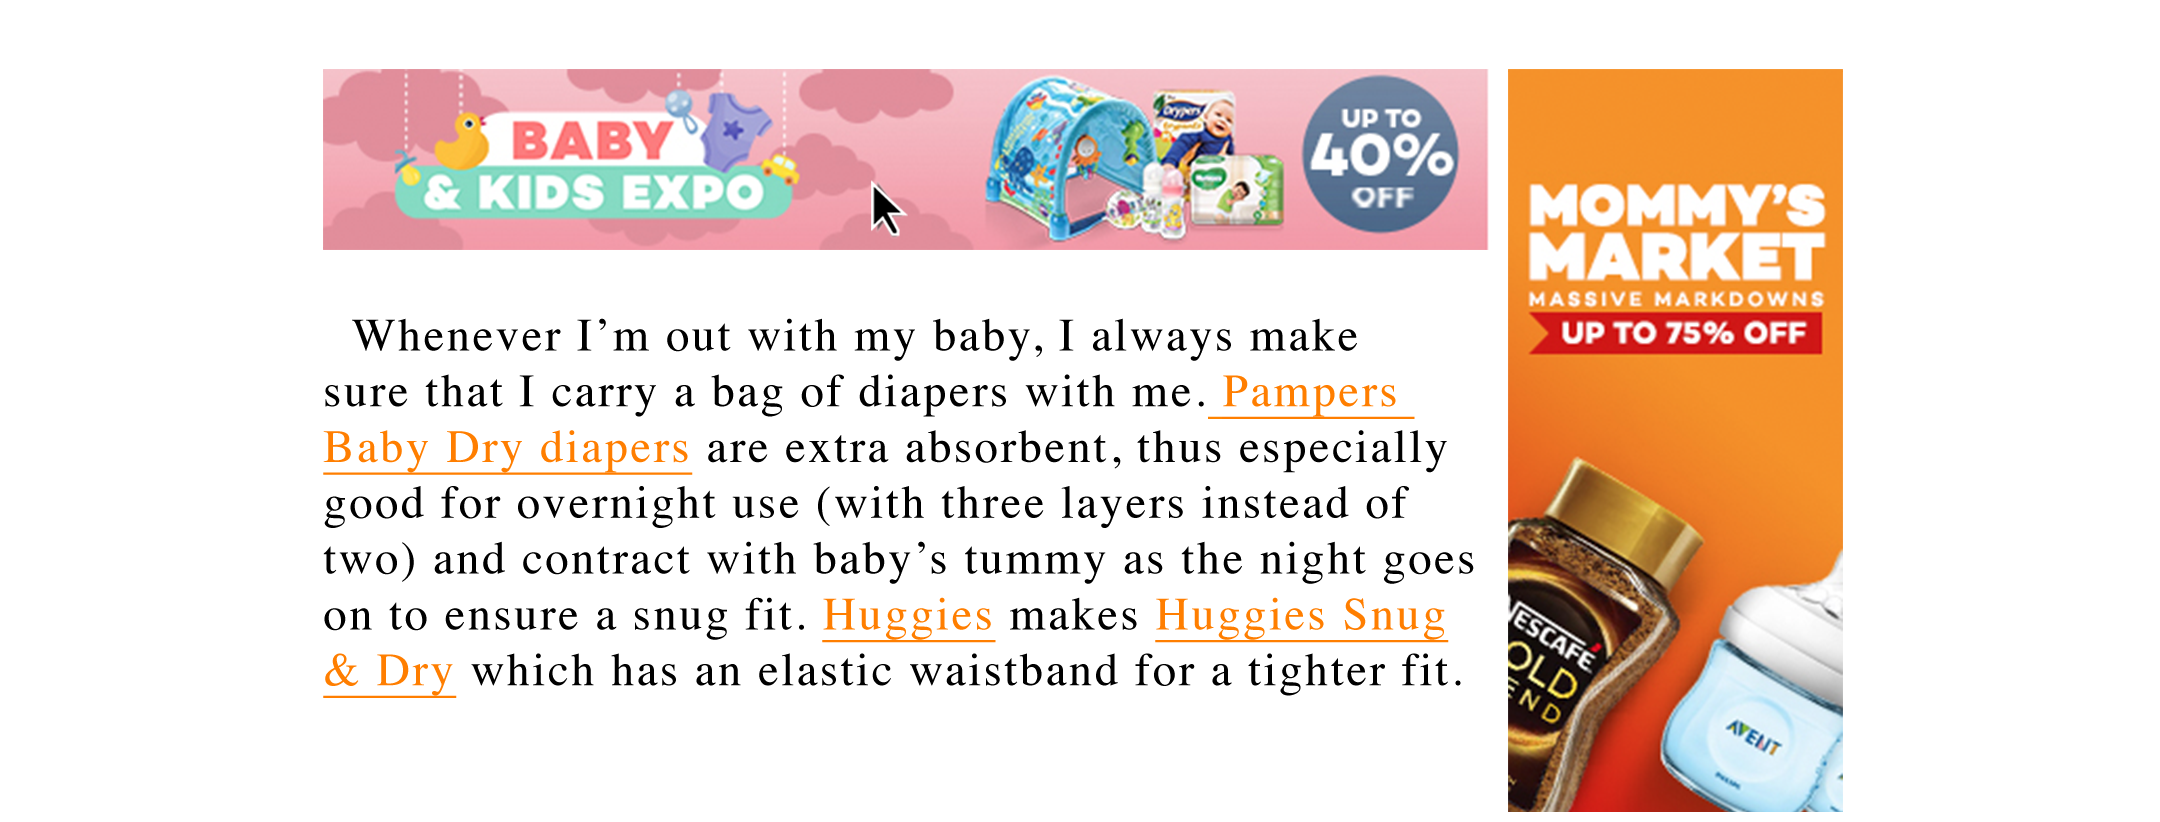 BABY
& KIDS EXPO
Drypers
UP TO
40%
OFF
MOMMY'S
MARKET
MASSIVE MARKDOWNS
UP TO 75% OFF
Whenever I’m out with my baby, I always make
sure that I carry a bag of diapers with me. Pampers
Baby Dry diapers are extra absorbent, thus especially
good for overnight use (with three layers instead of
two) and contract with baby’s tummy as the night goes
on to ensure a snug fit. Huggies makes Huggies Snug
& Dry which has an elastic waistband for a tighter fit.
NESCAFÉ
OLD
END
AVENT
PHILIPS